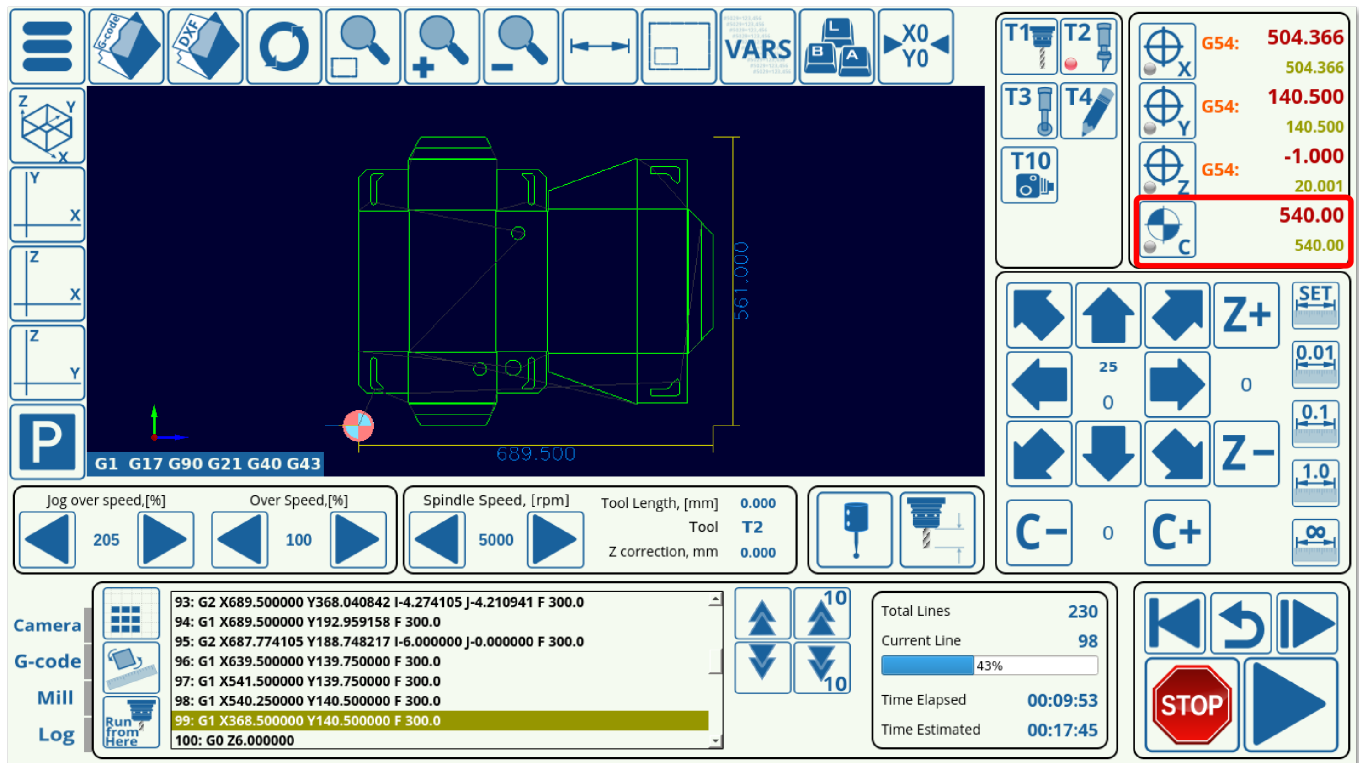 G-code
DXF
VARS
L
B A
X0
Y0
T1 T2
T3 T4
T10
X G54: 504.366
504.366
Y G54: 140.500
140.500
Z G54: -1.000
20.001
C 540.00
540.00
Z Y
X
Y
X
Z
X
Z
Y
P
561.000
689.500
G1 G17 G90 G21 G40 G43
Z+
SET
25
0
0
0.01
0.1
Z-
1.0
C- 0 C+
∞
Jog over speed,[%] Over Speed,[%]
205 100
Spindle Speed, [rpm]
5000
Tool Length, [mm] 0.000
Tool T2
Z correction, mm 0.000
Camera
G-code
Mill
Log
Run
from
Here
93: G2 X689.500000 Y368.040842 I-4.274105 J-4.210941 F 300.0
94: G1 X689.500000 Y192.959158 F 300.0
95: G2 X687.774105 Y188.748217 I-6.000000 J-0.000000 F 300.0
96: G1 X639.500000 Y139.750000 F 300.0
97: G1 X541.500000 Y139.750000 F 300.0
98: G1 X540.250000 Y140.500000 F 300.0
99: G1 X368.500000 Y140.500000 F 300.0
100: G0 Z6.000000
10
10
Total Lines 230
Current Line 98
43%
Time Elapsed 00:09:53
Time Estimated 00:17:45
STOP